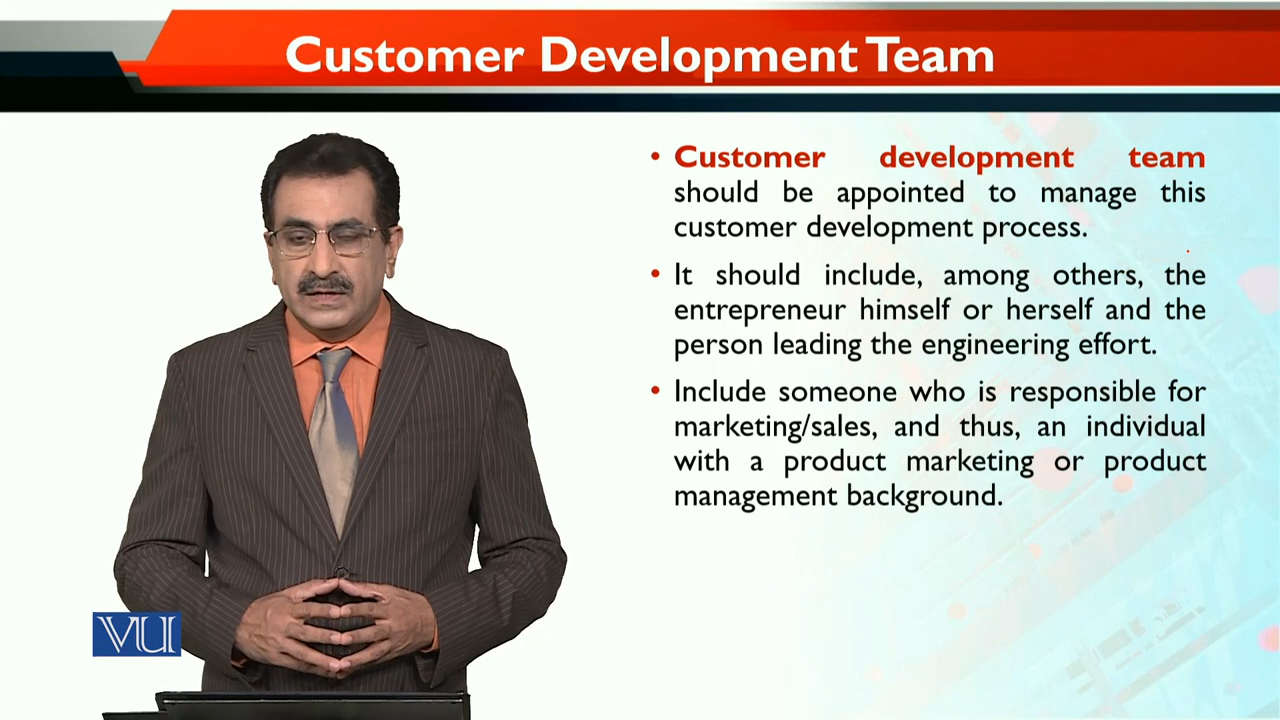 Customer Development Team
• Customer development team
should be appointed to manage this
customer development process.
• It should include, among others, the
entrepreneur himself or herself and the
person leading the engineering effort.
• Include someone who is responsible for
marketing/sales, and thus, an individual
with a product marketing or product
management background.
VU